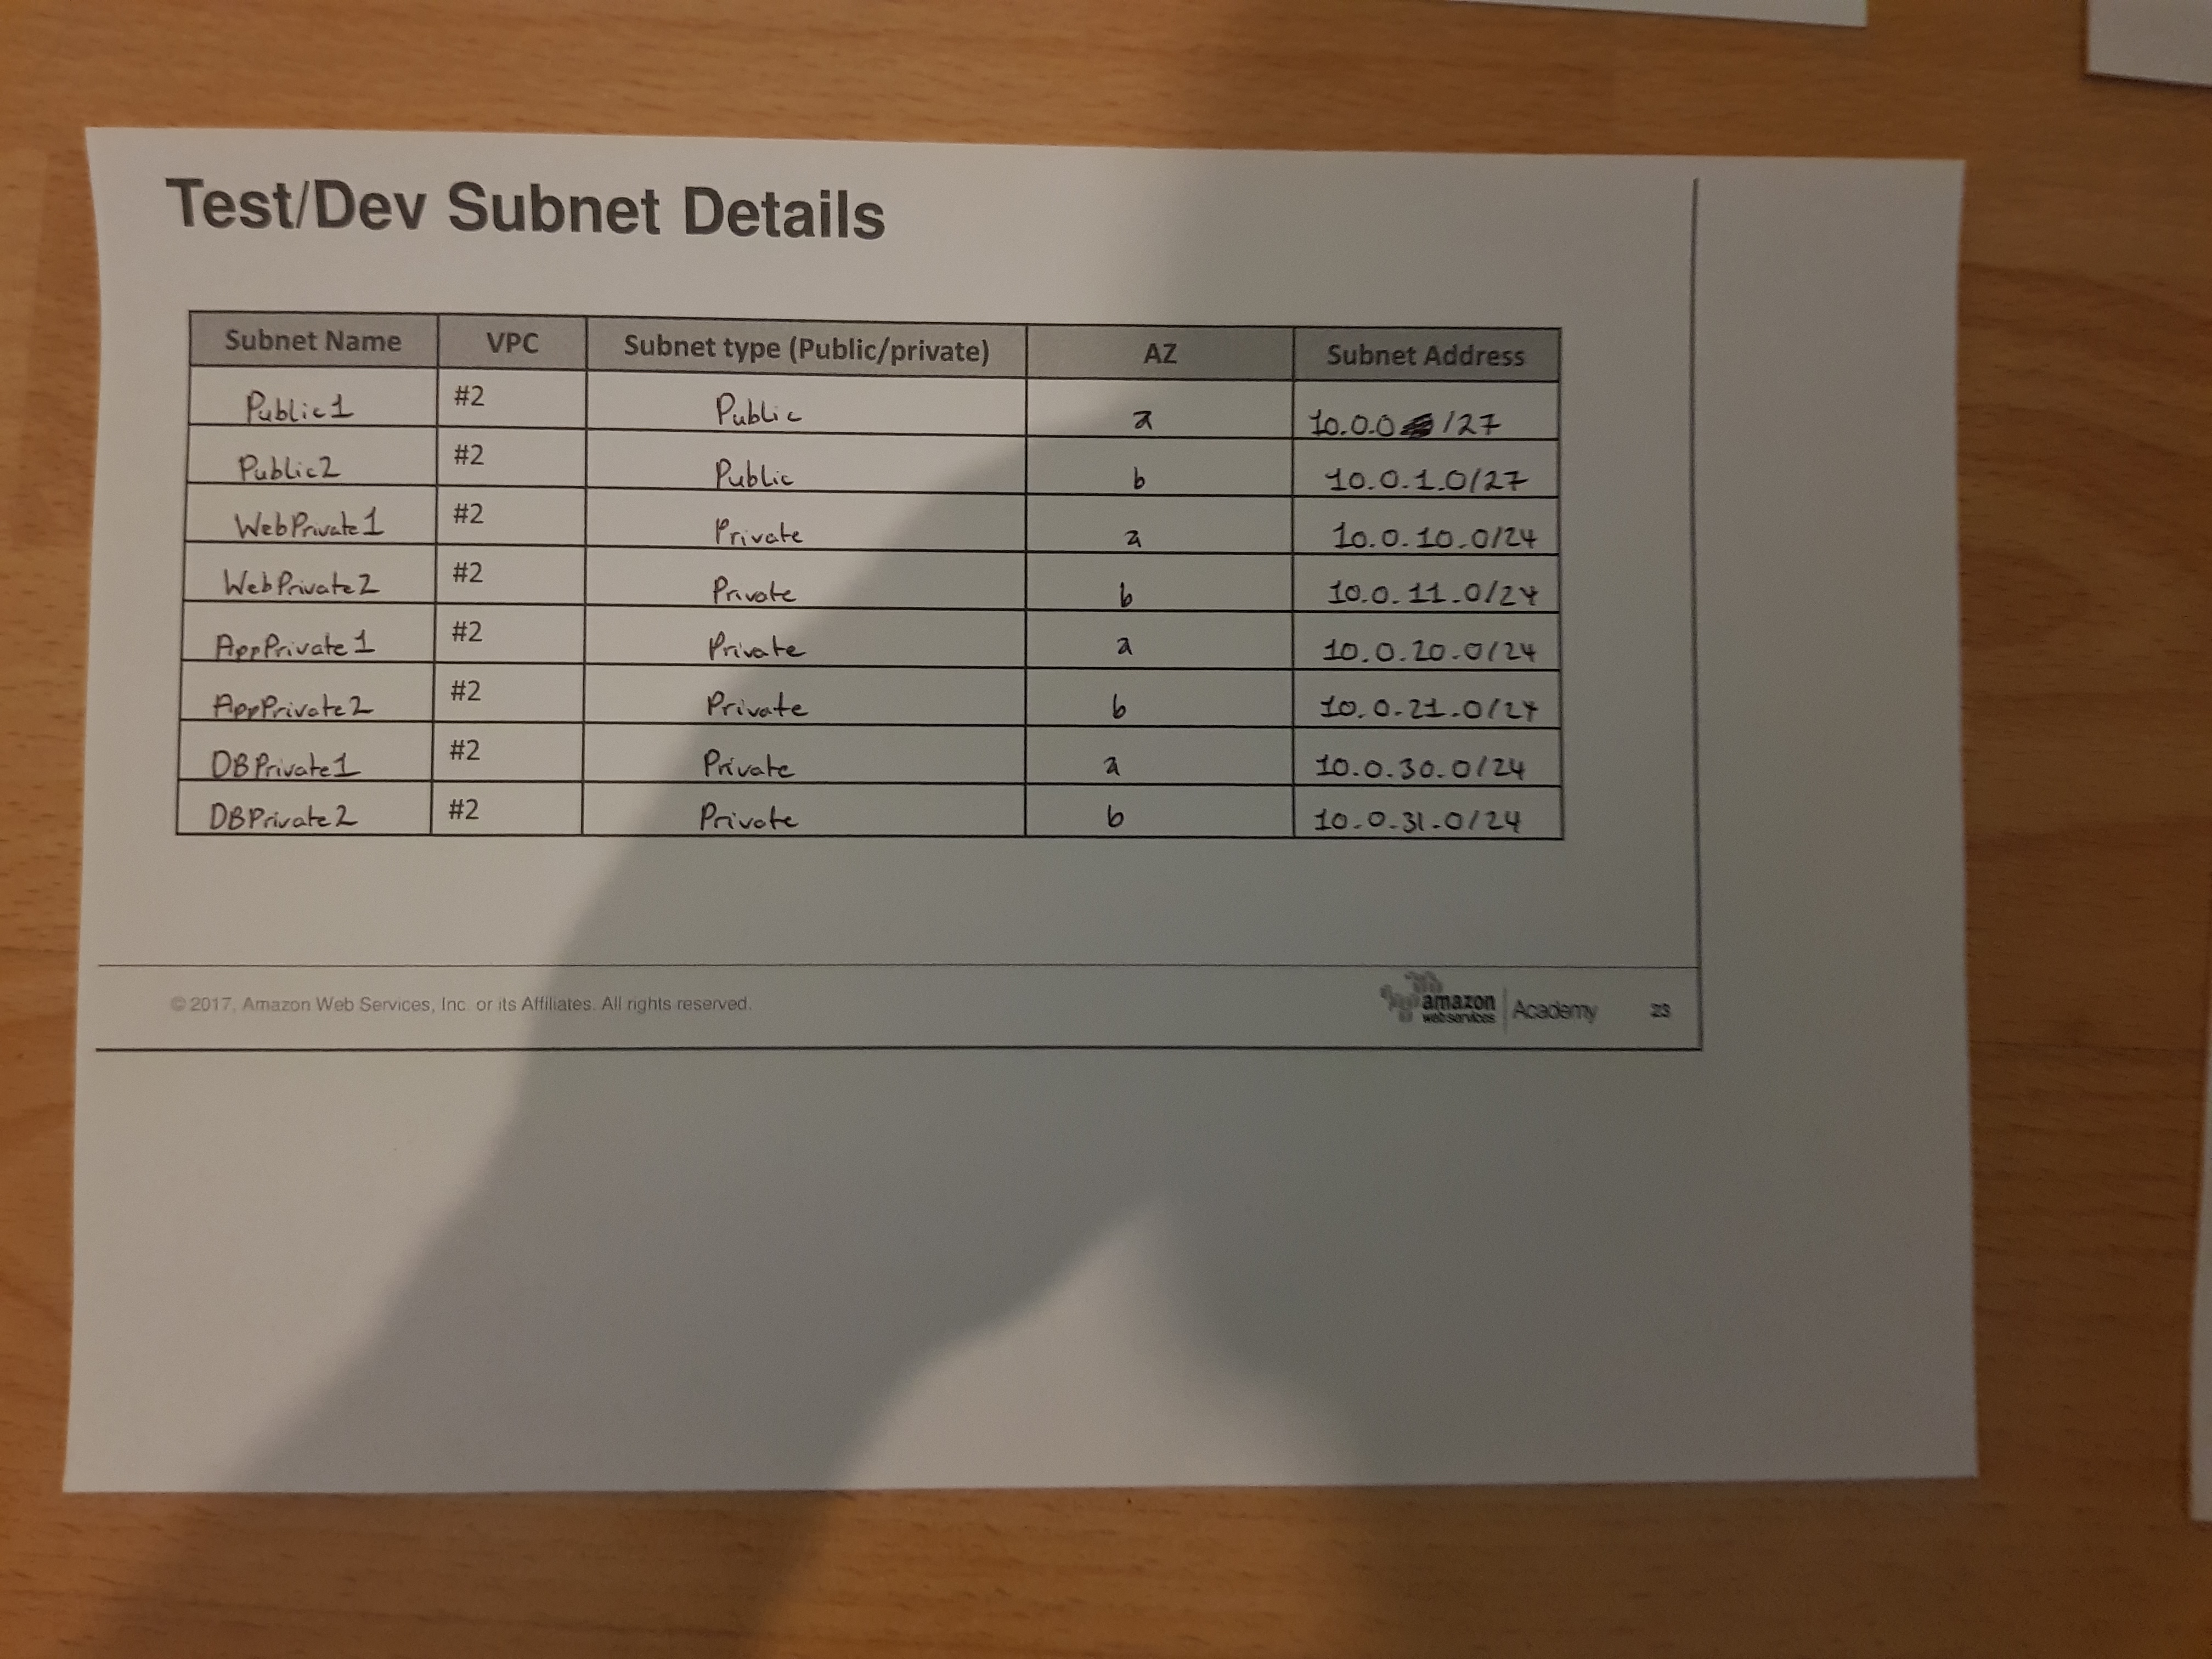 Test/Dev Subnet Details
Subnet Name VPC Subnet type (Public/private) AZ Subnet Address
Public1 #2 Public a 10.0.0 /27
Public2 #2 Public b 10.0.1.0/27
WebPrivate1 #2 Private a 10.0.10.0/24
WebPrivate2 #2 Private b 10.0.11.0/24
AppPrivate1 #2 Private a 10.0.20.0/24
AppPrivate2 #2 Private b 10.0.21.0/24
DBPrivate1 #2 Private a 10.0.30.0/24
DBPrivate2 #2 Private b 10.0.31.0/24
© 2017, Amazon Web Services, Inc. or its Affiliates. All rights reserved.
amazon
web services
Academy
23